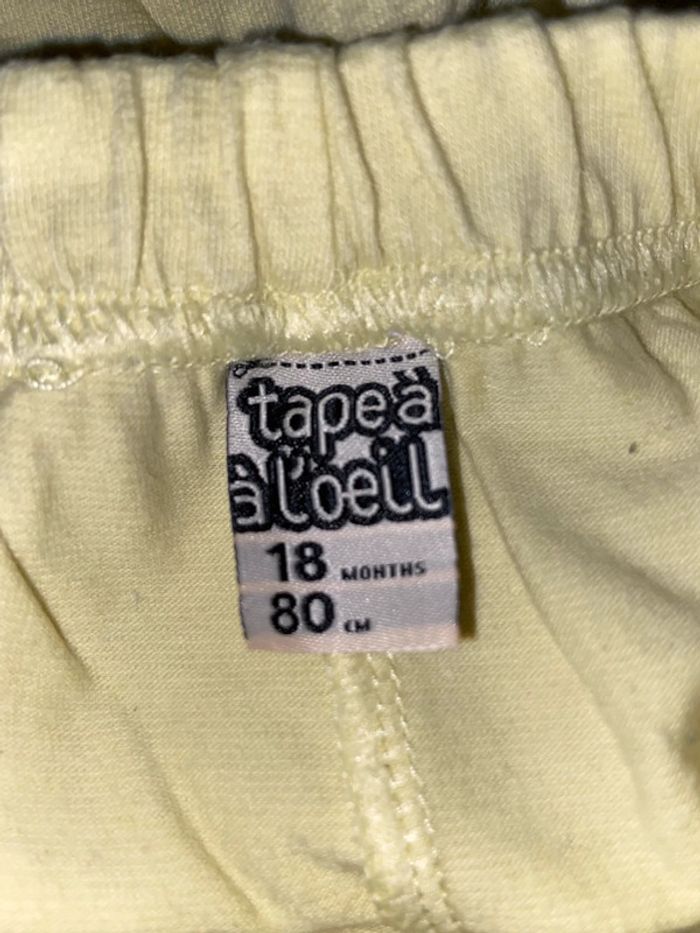 tape à
à l'oeil
18 MONTHS
80 CM